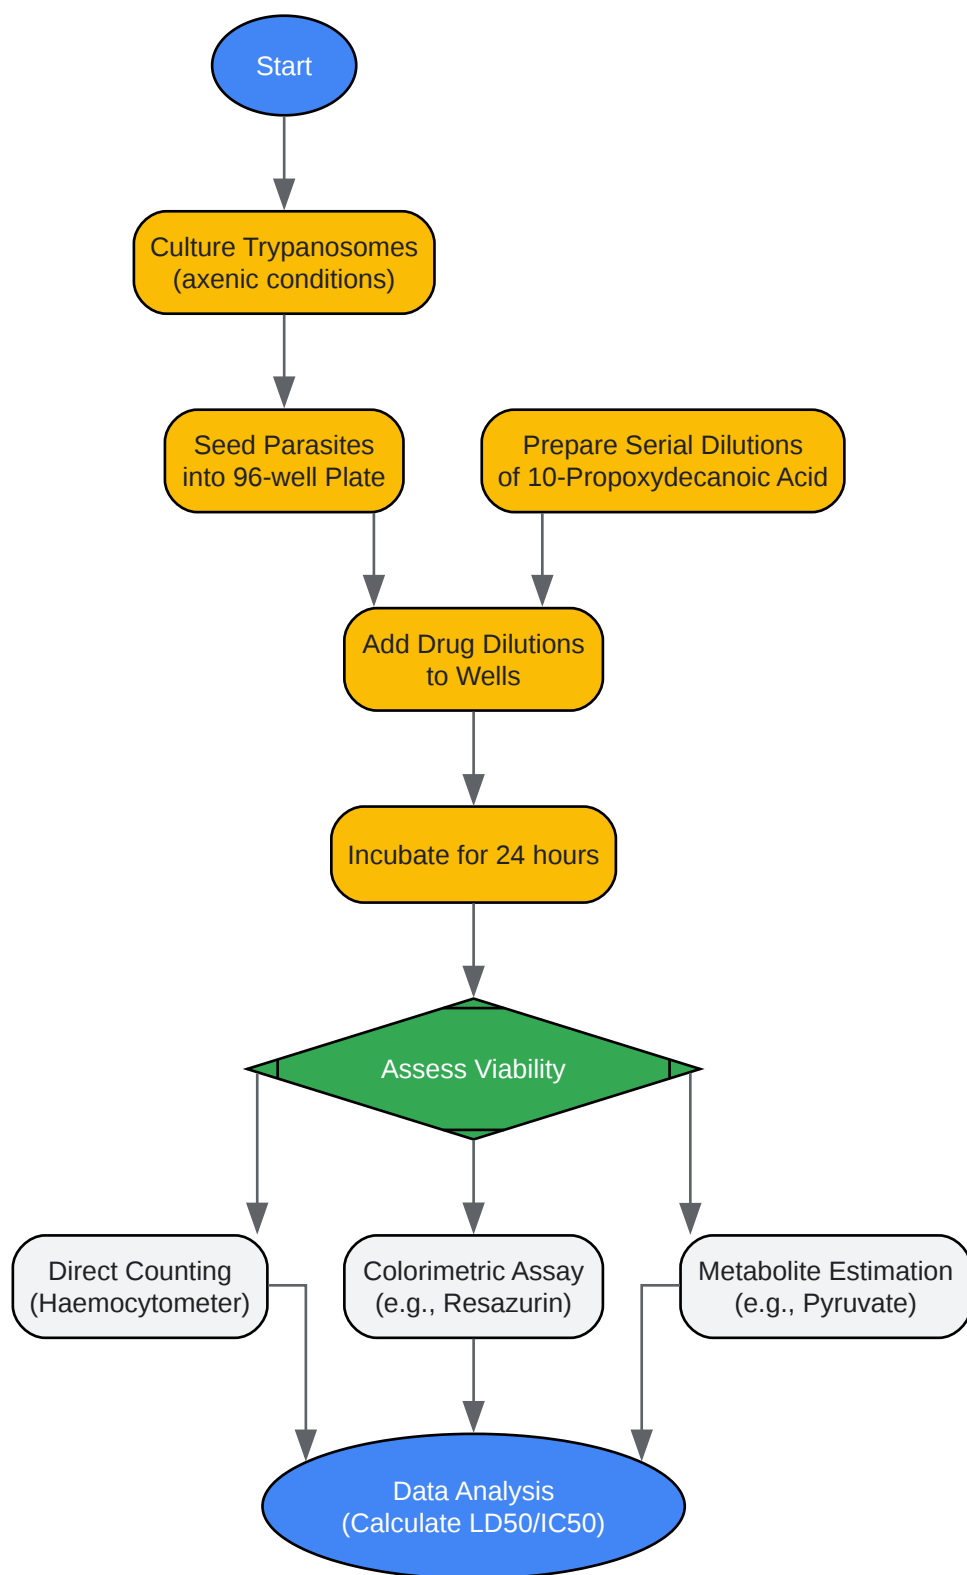 Start
Culture Trypanosomes
(axenic conditions)
Seed Parasites
into 96-well Plate
Prepare Serial Dilutions
of 10-Propoxydecanoic Acid
Add Drug Dilutions
to Wells
Incubate for 24 hours
Assess Viability
Direct Counting
(Haemocytometer)
Colorimetric Assay
(e.g., Resazurin)
Metabolite Estimation
(e.g., Pyruvate)
Data Analysis
(Calculate LD50/IC50)